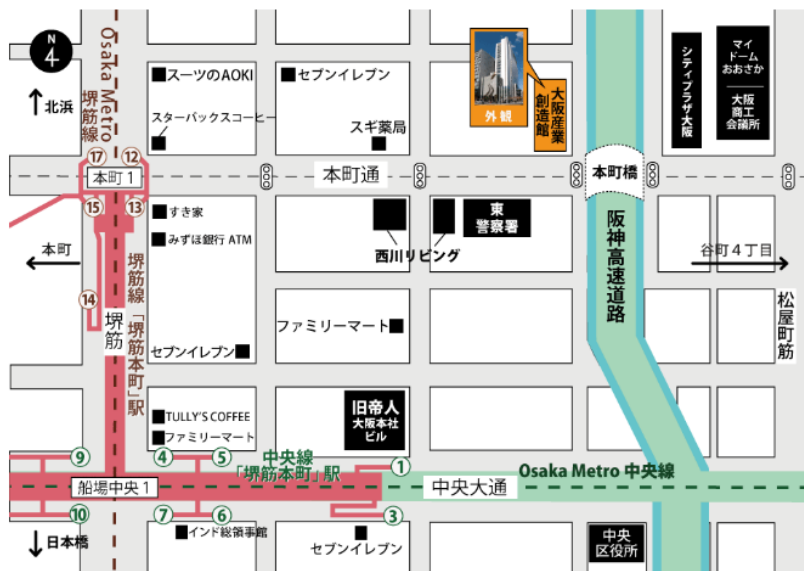 N
4
Osaka Metro
堺筋線
北浜
スーツのAOKI
セブンイレブン
スターバックスコーヒー
スギ薬局
外観
大阪産業
創造館
シティプラザ大阪
マイ
ドーム
おおさか
大阪
商工
会議所
17
12
本町1
本町通
本町橋
15
13
すき家
みずほ銀行 ATM
西川リビング
東
警察署
阪神高速道路
本町
谷町4丁目
14
堺筋
堺筋線「堺筋本町」駅
松屋町筋
ファミリーマート
セブンイレブン
TULLY'S COFFEE
ファミリーマート
旧帝人
大阪本社
ビル
9
4
5
中央線
「堺筋本町」駅
1
Osaka Metro 中央線
船場中央1
中央大通
10
7
6
3
日本橋
インド総領事館
セブンイレブン
中央
区役所